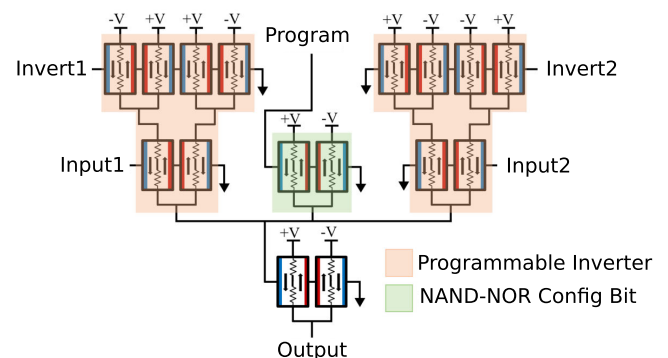 -V +V +V -V
Program
+V -V -V +V
Invert1
Invert2
+V -V
Input1
Input2
+V -V
Programmable Inverter
NAND-NOR Config Bit
Output